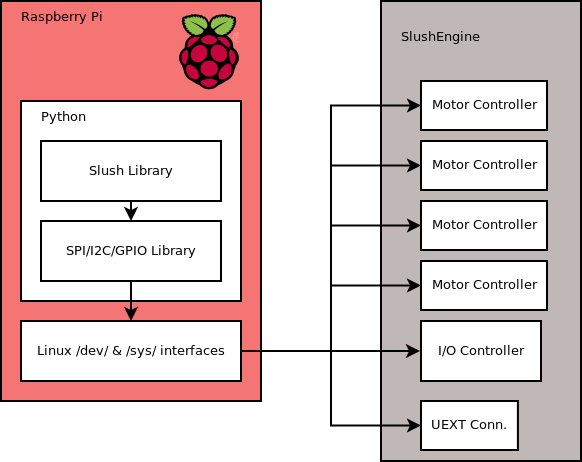 Raspberry Pi
Python
Slush Library
SPI/I2C/GPIO Library
Linux /dev/ & /sys/ interfaces
SlushEngine
Motor Controller
Motor Controller
Motor Controller
Motor Controller
I/O Controller
UEXT Conn.